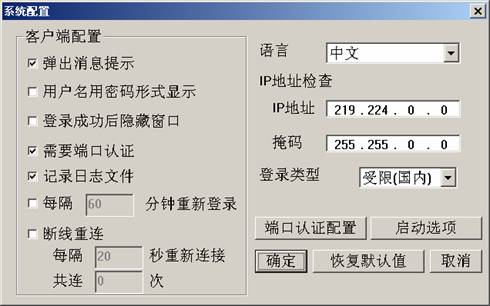 系统配置
客户端配置
弹出消息提示
用户名用密码形式显示
登录成功后隐藏窗口
需要端口认证
记录日志文件
每隔 60 分钟重新登录
断线重连
每隔 20 秒重新连接
共连 0 次
语言 中文
IP地址检查
IP地址 219 . 224 . 0 . 0
掩码 255 . 255 . 0 . 0
登录类型 受限(国内)
端口认证配置 启动选项
确定 恢复默认值 取消